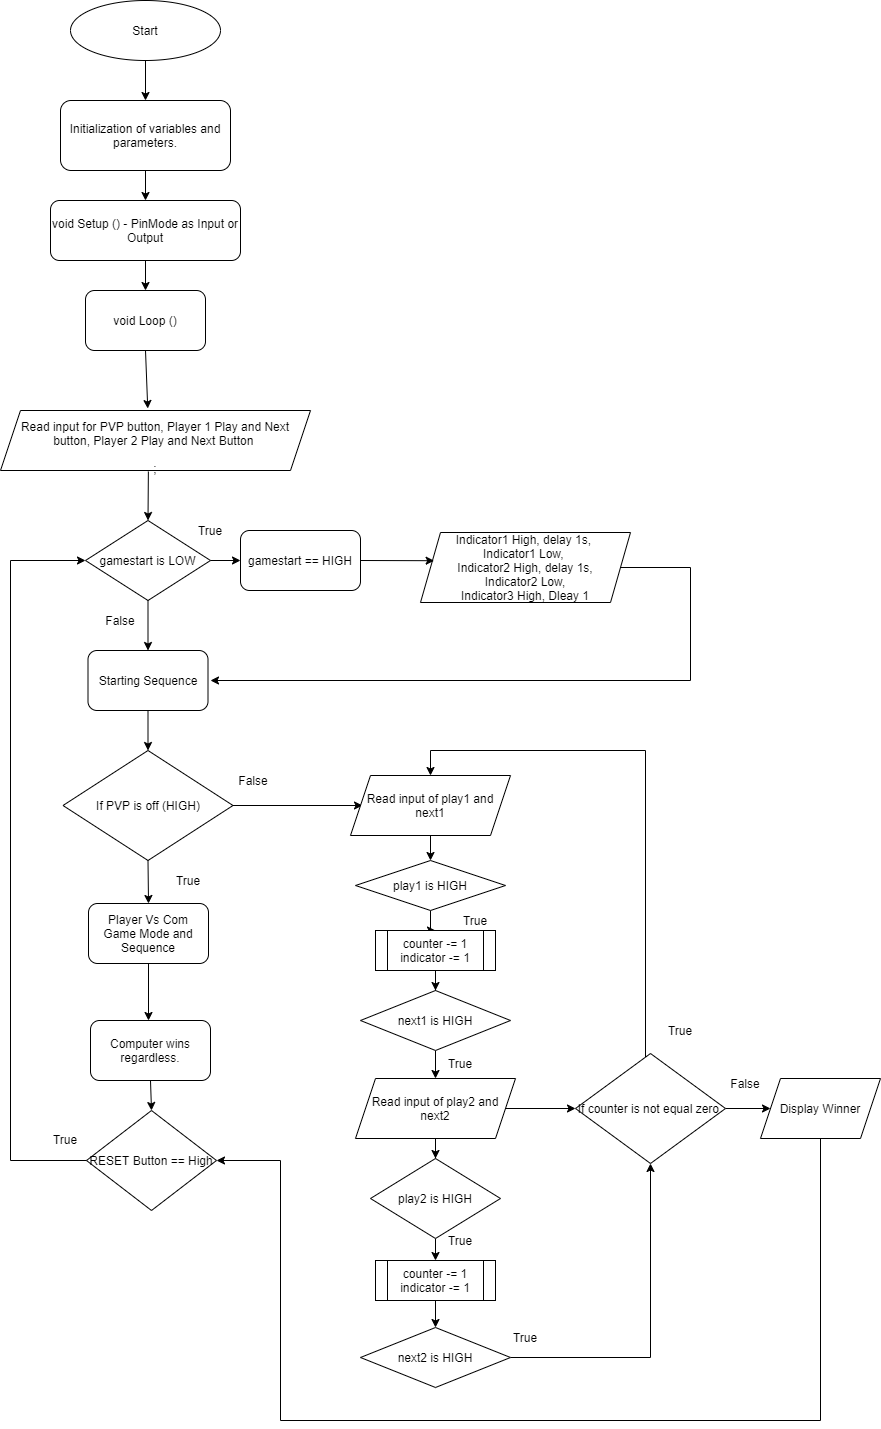 Start
Initialization of variables and
parameters.
void Setup () - PinMode as Input or
Output
void Loop ()
Read input for PVP button, Player 1 Play and Next
button, Player 2 Play and Next Button
;
gamestart is LOW
True
gamestart == HIGH
Indicator1 High, delay 1s,
Indicator1 Low,
Indicator2 High, delay 1s,
Indicator2 Low,
Indicator3 High, Dleay 1
False
Starting Sequence
If PVP is off (HIGH)
False
True
Player Vs Com
Game Mode and
Sequence
Computer wins
regardless.
RESET Button == High
True
Read input of play1 and
next1
play1 is HIGH
True
counter -= 1
indicator -= 1
next1 is HIGH
True
Read input of play2 and
next2
play2 is HIGH
True
counter -= 1
indicator -= 1
next2 is HIGH
True
If counter is not equal zero
True
False
Display Winner